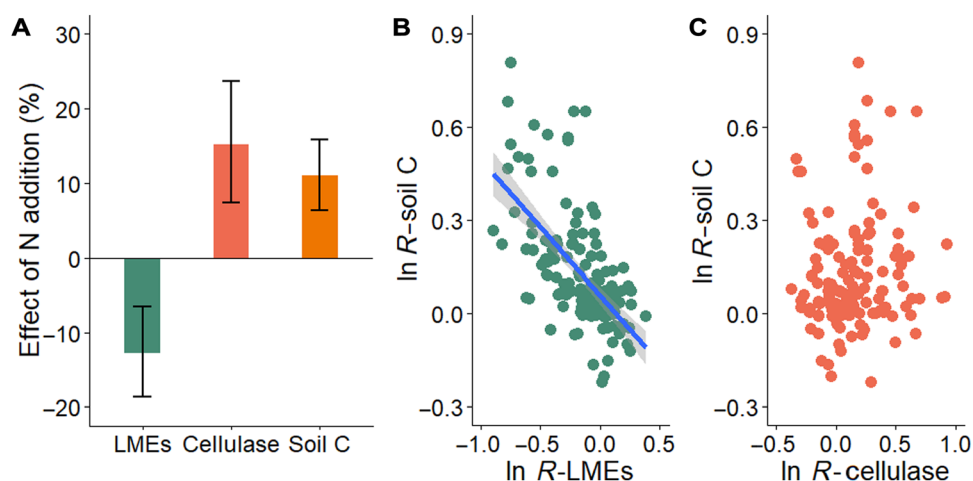 A
Effect of N addition (%)
30
20
10
0
−10
−20
LMEs Cellulase Soil C
B
ln R-soil C
0.9
0.6
0.3
0.0
−0.3
−1.0 −0.5 0.0 0.5
ln R-LMEs
C
ln R-soil C
0.9
0.6
0.3
0.0
−0.3
−0.5 0.0 0.5 1.0
ln R-cellulase